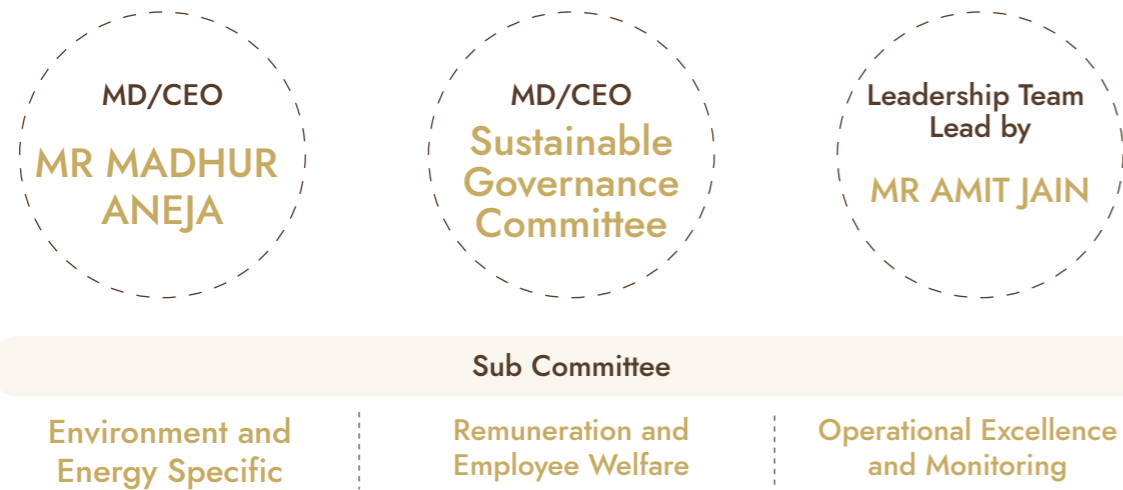 MD/CEO
MR MADHUR
ANEJA
MD/CEO
Sustainable
Governance
Committee
Leadership Team
Lead by
MR AMIT JAIN
Sub Committee
Environment and
Energy Specific
Remuneration and
Employee Welfare
Operational Excellence
and Monitoring